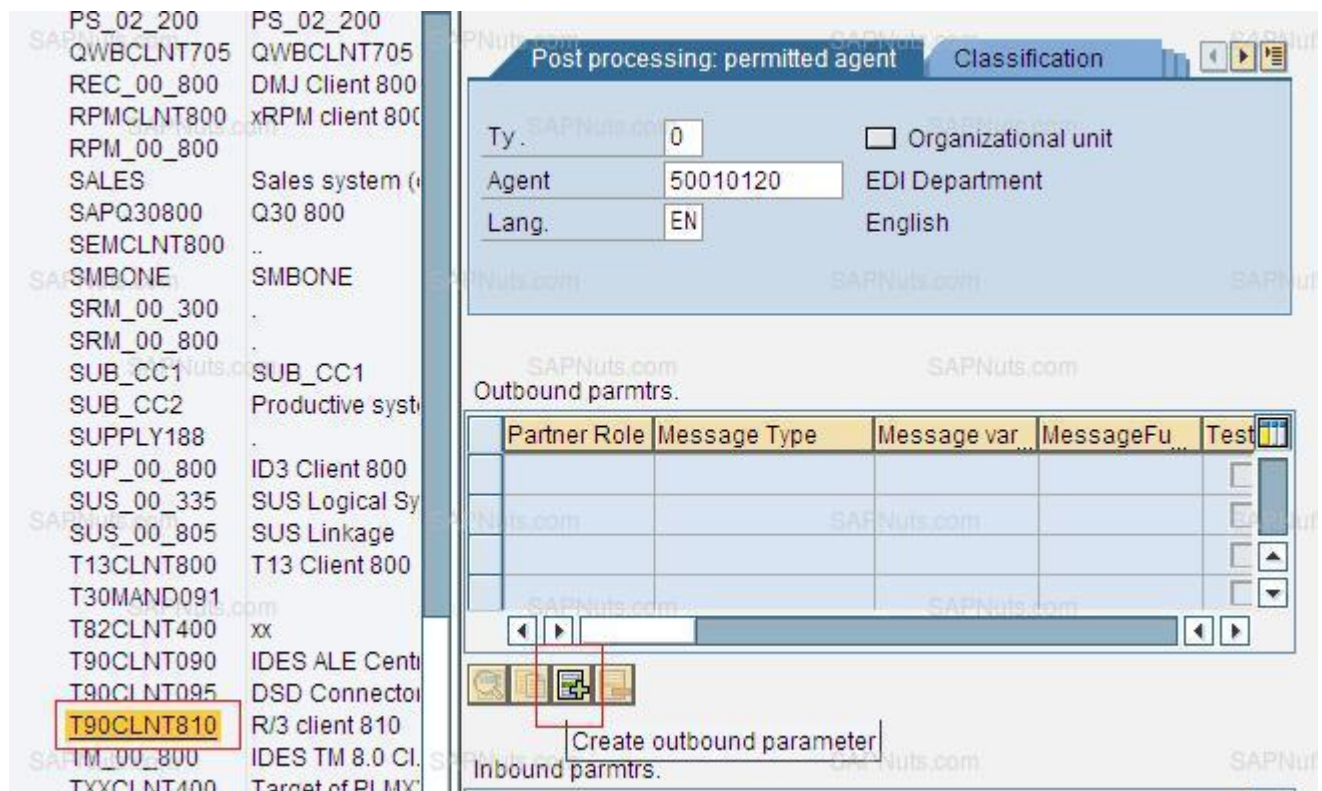 PS_02_200 PS_02_200
QWBCLNT705 QWBCLNT705
REC_00_800 DMJ Client 800
RPMCLNT800 xRPM client 800
RPM_00_800
SALES Sales system (
SAPQ30800 Q30 800
SEMCLNT800 ..
SMBONE SMBONE
SRM_00_300 .
SRM_00_800 .
SUB_CC1 SUB_CC1
SUB_CC2 Productive syst
SUPPLY188 .
SUP_00_800 ID3 Client 800
SUS_00_335 SUS Logical Sy
SUS_00_805 SUS Linkage
T13CLNT800 T13 Client 800
T30MAND091
T82CLNT400 xx
T90CLNT090 IDES ALE Cent
T90CLNT095 DSD Connector
T90CLNT810 R/3 client 810
TM_00_800 IDES TM 8.0 Cl.
TXXCLNT400 Target of PLMX
Post processing: permitted agent Classification
Ty. 0 Organizational unit
Agent 50010120 EDI Department
Lang. EN English
Outbound parmtrs.
Partner Role Message Type Message var... MessageFu... Test
Create outbound parameter
Inbound parmtrs.
SAPNuts.com